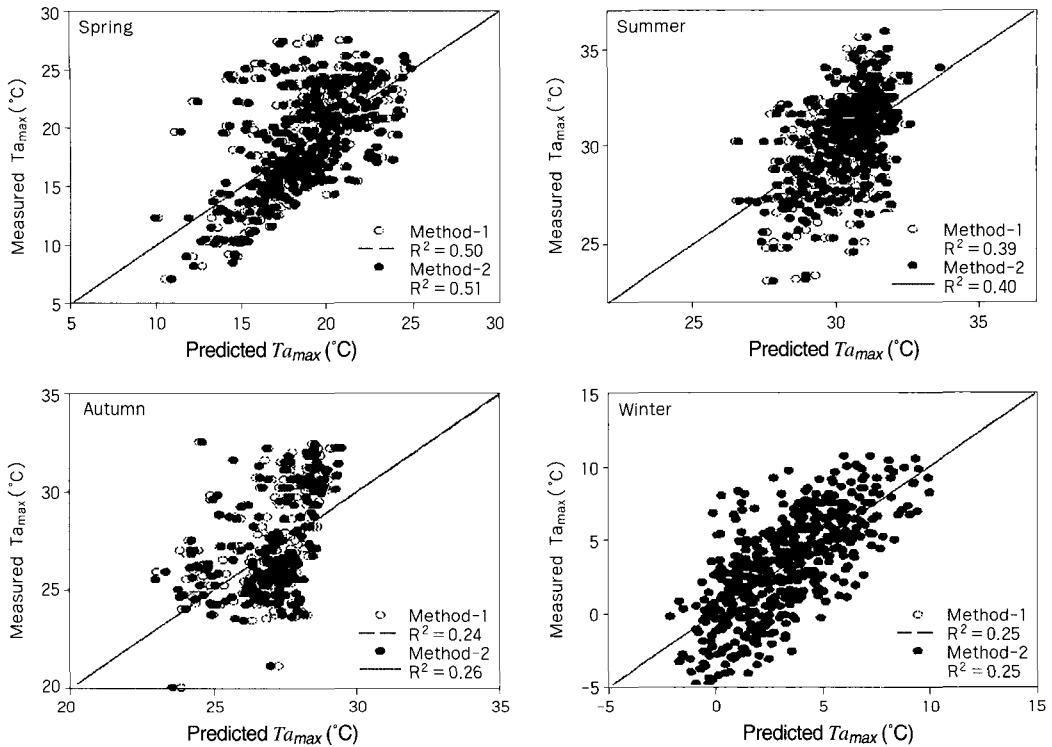 Spring
30
25
20
15
10
5
5 10 15 20 25 30
Measured Ta_max (°C)
Predicted Ta_max (°C)
Method-1
R² = 0.50
Method-2
R² = 0.51
Summer
35
30
25
25 30 35
Measured Ta_max (°C)
Predicted Ta_max (°C)
Method-1
R² = 0.39
Method-2
R² = 0.40
Autumn
35
30
25
20
20 25 30 35
Measured Ta_max (°C)
Predicted Ta_max (°C)
Method-1
R² = 0.24
Method-2
R² = 0.26
Winter
15
10
5
0
-5
-5 0 5 10 15
Measured Ta_max (°C)
Predicted Ta_max (°C)
Method-1
R² = 0.25
Method-2
R² = 0.25